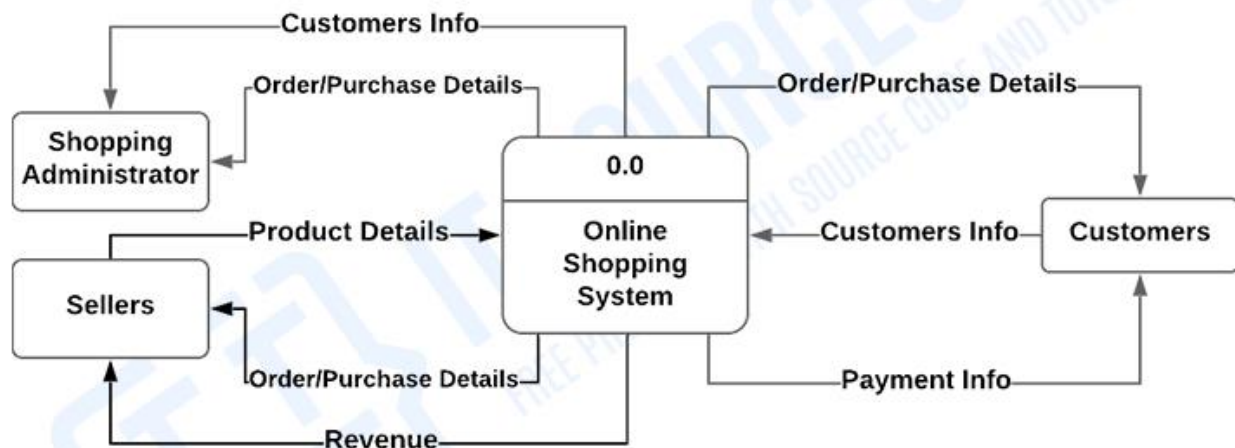 Customers Info
Order/Purchase Details
Order/Purchase Details
Shopping
Administrator
0.0
Product Details
Online
Shopping
System
Customers Info
Customers
Sellers
Order/Purchase Details
Payment Info
Revenue